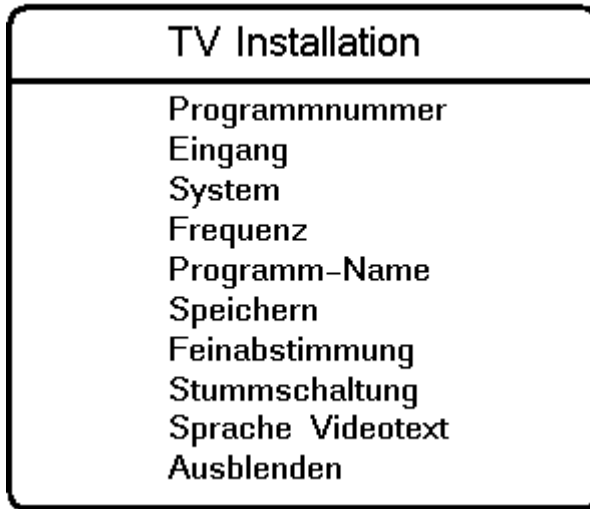 TV Installation
Programmnummer
Eingang
System
Frequenz
Programm-Name
Speichern
Feinabstimmung
Stummschaltung
Sprache Videotext
Ausblenden